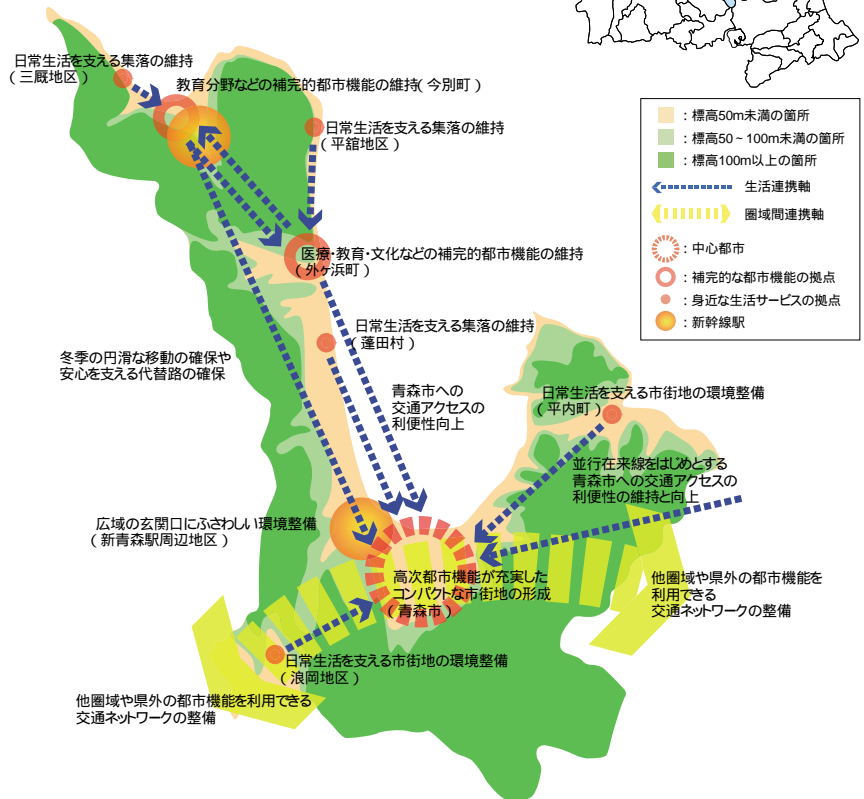 日常生活を支える集落の維持
(三厩地区)
教育分野などの補完的都市機能の維持(今別町)
日常生活を支える集落の維持
(平舘地区)
:標高50m未満の箇所
:標高50~100m未満の箇所
:標高100m以上の箇所
生活連携軸
圏域間連携軸
:中心都市
:補完的な都市機能の拠点
:身近な生活サービスの拠点
:新幹線駅
医療・教育・文化などの補完的都市機能の維持
(外ヶ浜町)
日常生活を支える集落の維持
(蓬田村)
冬季の円滑な移動の確保や
安心を支える代替路の確保
青森市への
交通アクセスの
利便性向上
日常生活を支える市街地の環境整備
(平内町)
並行在来線をはじめとする
青森市への交通アクセスの
利便性の維持と向上
広域の玄関口にふさわしい環境整備
(新青森駅周辺地区)
高次都市機能が充実した
コンパクトな市街地の形成
(青森市)
他圏域や県外の都市機能を
利用できる
交通ネットワークの整備
日常生活を支える市街地の環境整備
(浪岡地区)
他圏域や県外の都市機能を利用できる
交通ネットワークの整備